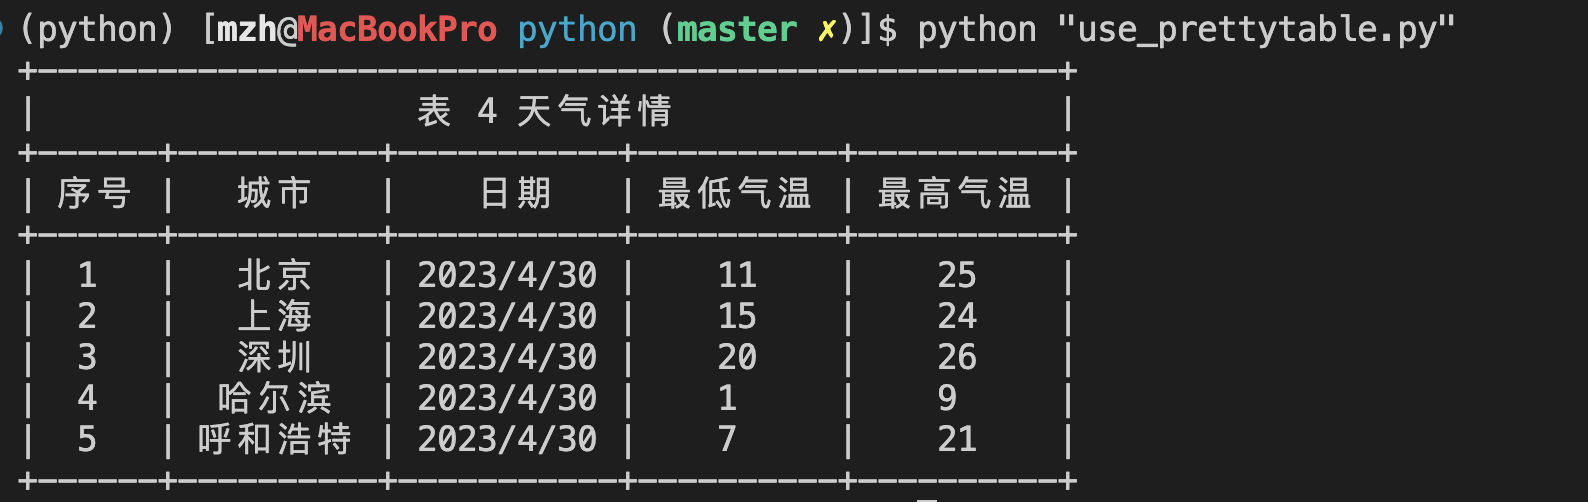 (python) [mzh@MacBookPro python (master ✗)]$ python "use_prettytable.py"
+---------------------------------------------------+
|                   表 4 天气详情                   |
+------+----------+-----------+----------+----------+
| 序号 |   城市   |    日期   | 最低气温 | 最高气温 |
+------+----------+-----------+----------+----------+
|  1   |   北京   | 2023/4/30 |    11    |    25    |
|  2   |   上海   | 2023/4/30 |    15    |    24    |
|  3   |   深圳   | 2023/4/30 |    20    |    26    |
|  4   |  哈尔滨  | 2023/4/30 |    1     |    9     |
|  5   | 呼和浩特 | 2023/4/30 |    7     |    21    |
+------+----------+-----------+----------+----------+